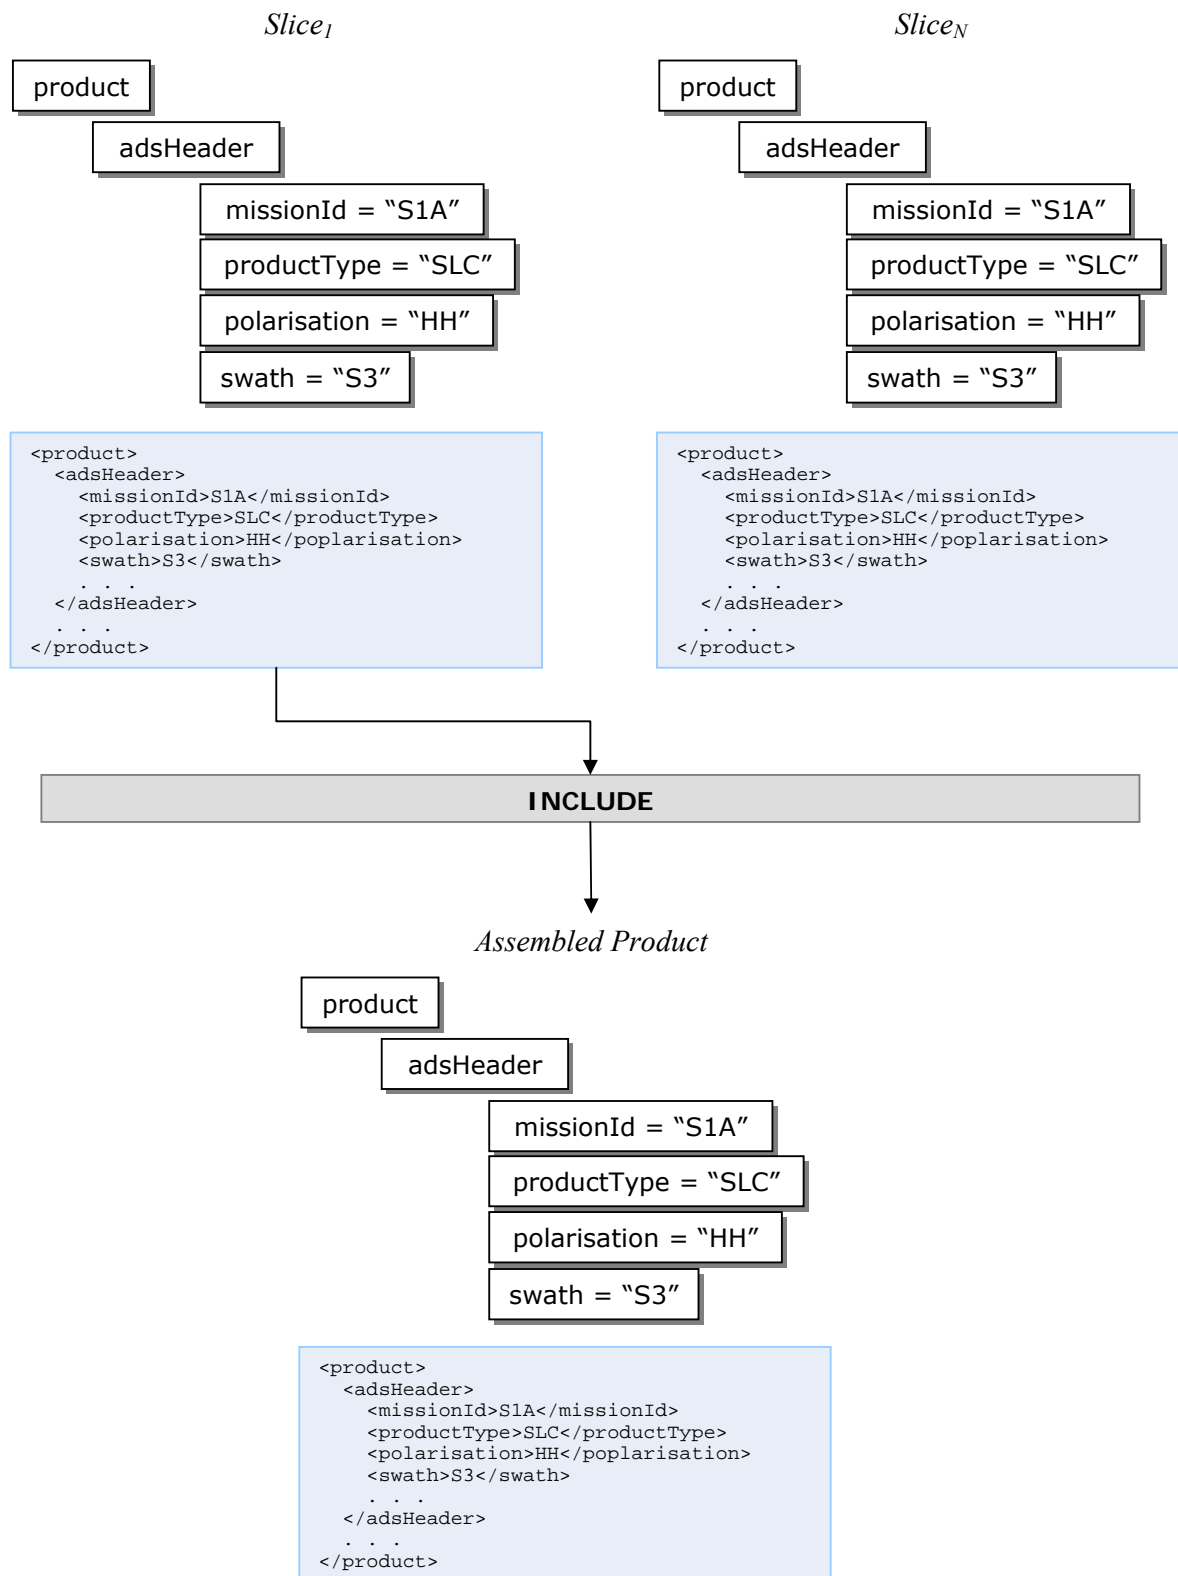 Slice1
product
adsHeader
missionId = “S1A”
productType = “SLC”
polarisation = “HH”
swath = “S3”
<product>
<adsHeader>
<missionId>S1A</missionId>
<productType>SLC</productType>
<polarisation>HH</poplarisation>
<swath>S3</swath>
. . .
</adsHeader>
. . .
</product>
SliceN
product
adsHeader
missionId = “S1A”
productType = “SLC”
polarisation = “HH”
swath = “S3”
<product>
<adsHeader>
<missionId>S1A</missionId>
<productType>SLC</productType>
<polarisation>HH</poplarisation>
<swath>S3</swath>
. . .
</adsHeader>
. . .
</product>
INCLUDE
Assembled Product
product
adsHeader
missionId = “S1A”
productType = “SLC”
polarisation = “HH”
swath = “S3”
<product>
<adsHeader>
<missionId>S1A</missionId>
<productType>SLC</productType>
<polarisation>HH</poplarisation>
<swath>S3</swath>
. . .
</adsHeader>
. . .
</product>